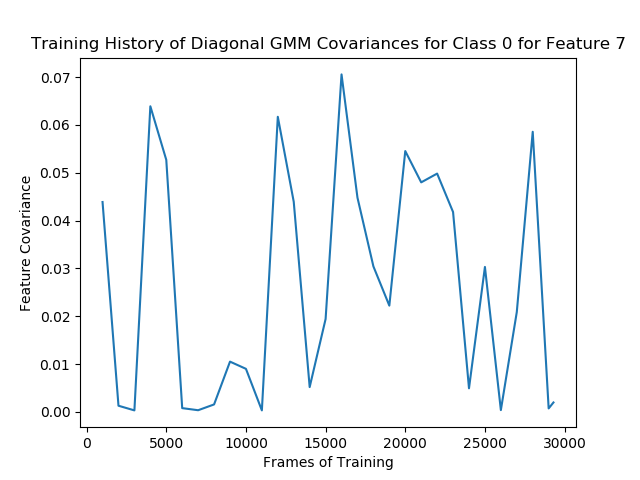 Training History of Diagonal GMM Covariances for Class 0 for Feature 7
0.07
0.06
0.05
0.04
0.03
0.02
0.01
0.00
Feature Covariance
0 5000 10000 15000 20000 25000 30000
Frames of Training